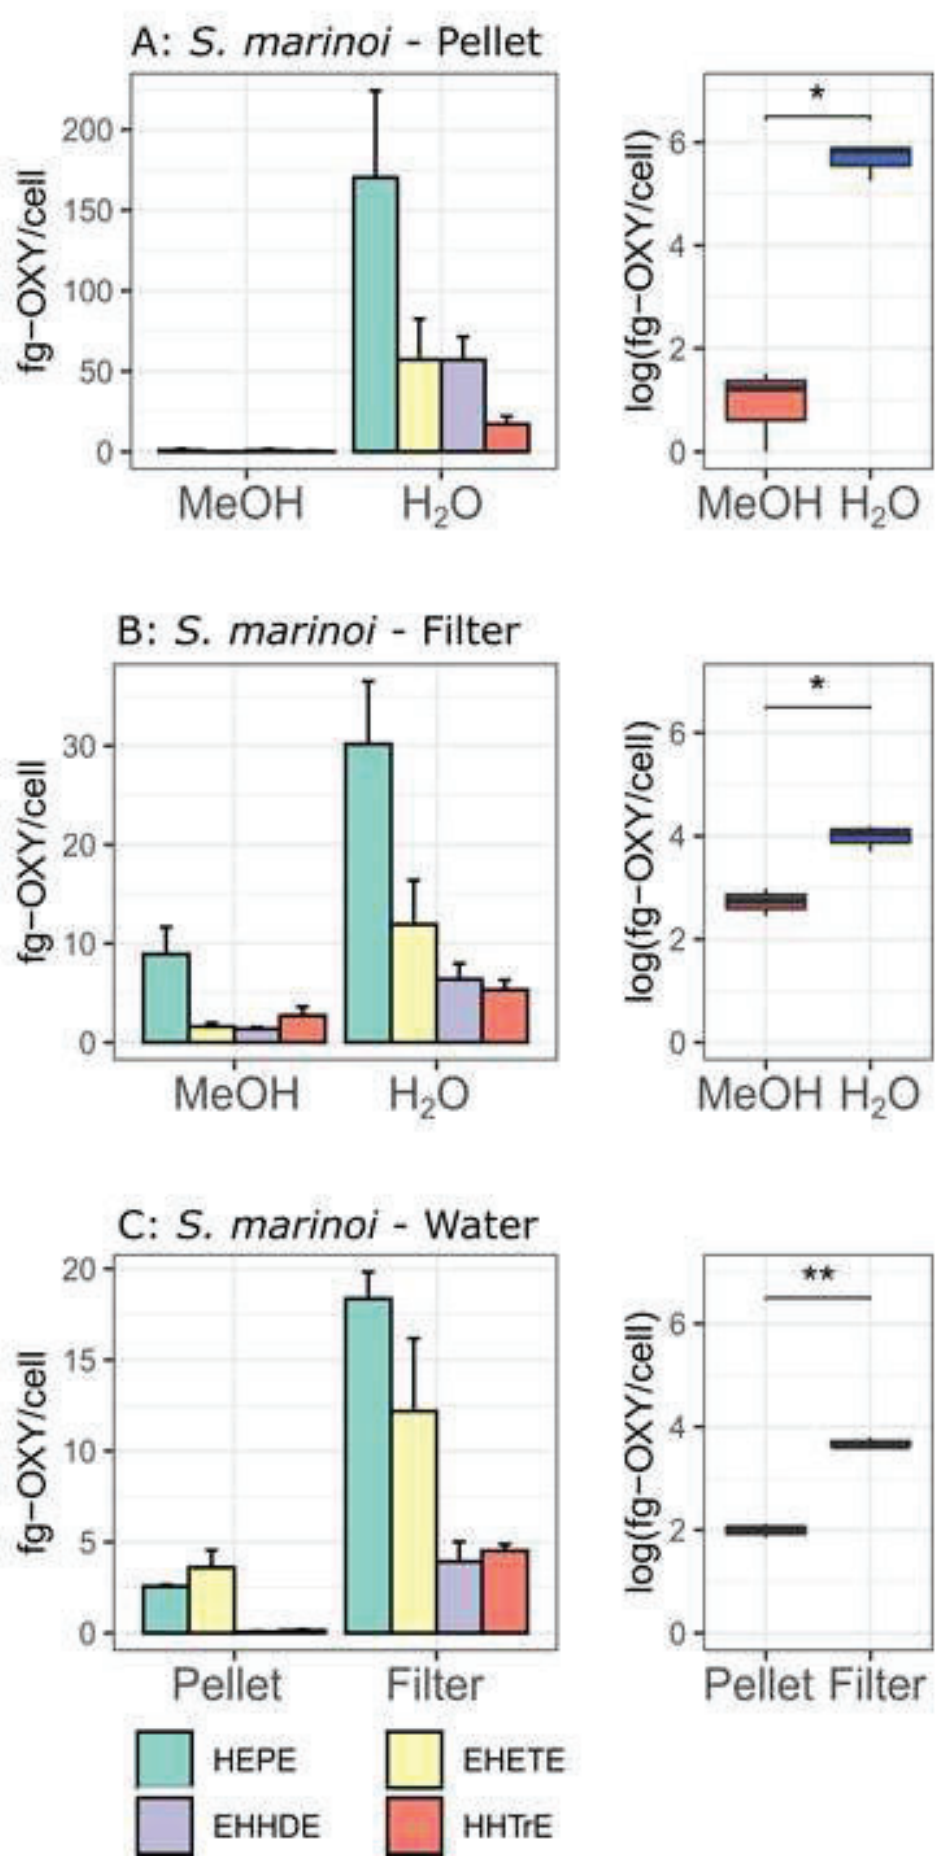 A: S. marinoi - Pellet
fg-OXY/cell
200
150
100
50
0
MeOH H₂O
log(fg-OXY/cell)
6
4
2
0
*
MeOH H₂O
B: S. marinoi - Filter
fg-OXY/cell
30
20
10
0
MeOH H₂O
log(fg-OXY/cell)
6
4
2
0
*
MeOH H₂O
C: S. marinoi - Water
fg-OXY/cell
20
15
10
5
0
Pellet Filter
log(fg-OXY/cell)
6
4
2
0
**
Pellet Filter
HEPE EHETE
EHHDE HHTrE